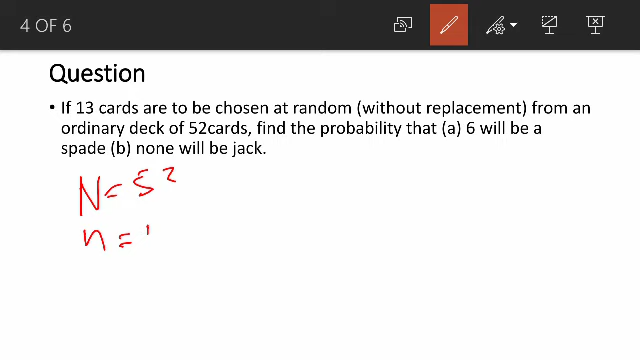 4 OF 6
Question
• If 13 cards are to be chosen at random (without replacement) from an
ordinary deck of 52cards, find the probability that (a) 6 will be a
spade (b) none will be jack.
N = 52
n = 1